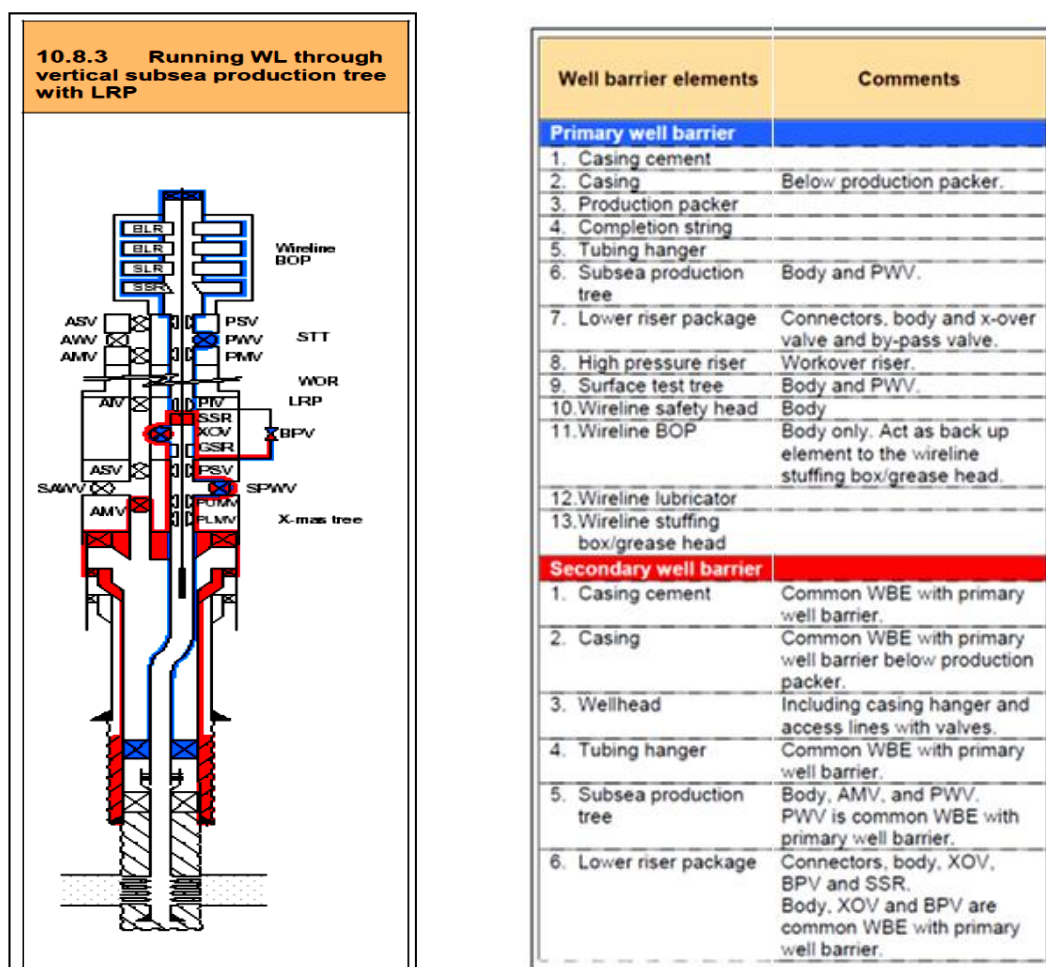 10.8.3 Running WL through
vertical subsea production tree
with LRP
BLR
BLR
SLR
SSR
Wireline
BOP
ASV
PSV
AWV
PWV
STT
AMV
PMV
WOR
AIV
PIV
LRP
SSR
XOV
BPV
GSR
ASV
PSV
SAWV
SPWV
PUMV
AMV
PLMV
X-mas tree
Well barrier elements Comments
Primary well barrier
1. Casing cement
2. Casing Below production packer.
3. Production packer
4. Completion string
5. Tubing hanger
6. Subsea production Body and PWV.
tree
7. Lower riser package Connectors, body and x-over
valve and by-pass valve.
8. High pressure riser Workover riser.
9. Surface test tree Body and PWV.
10. Wireline safety head Body
11. Wireline BOP Body only. Act as back up
element to the wireline
stuffing box/grease head.
12. Wireline lubricator
13. Wireline stuffing
box/grease head
Secondary well barrier
1. Casing cement Common WBE with primary
well barrier.
2. Casing Common WBE with primary
well barrier below production
packer.
3. Wellhead Including casing hanger and
access lines with valves.
4. Tubing hanger Common WBE with primary
well barrier.
5. Subsea production Body, AMV, and PWV.
tree PWV is common WBE with
primary well barrier.
6. Lower riser package Connectors, body, XOV,
BPV and SSR.
Body, XOV and BPV are
common WBE with primary
well barrier.